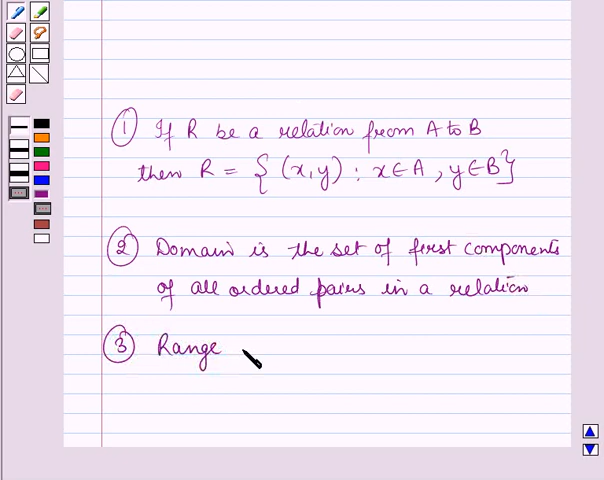 ① If R be a relation from A to B
then R = { (x,y) : x∈A , y∈B}
② Domain is the set of first components
of all ordered pairs in a relation
③ Range